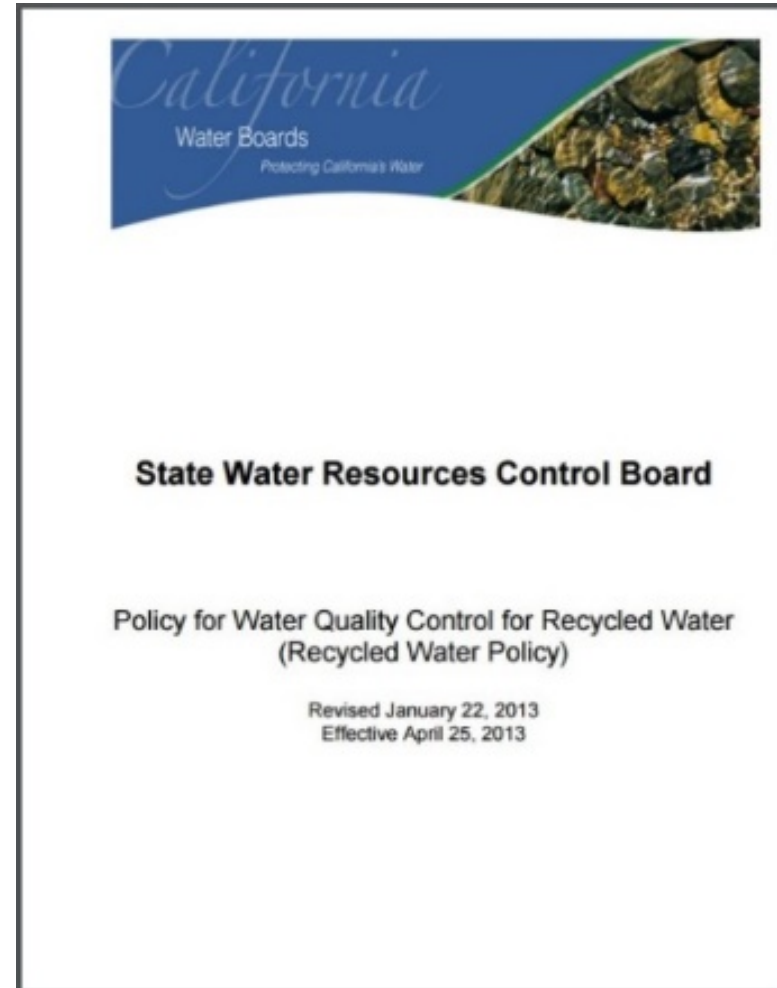 California
Water Boards
Protecting California's Water
State Water Resources Control Board
Policy for Water Quality Control for Recycled Water
(Recycled Water Policy)
Revised January 22, 2013
Effective April 25, 2013